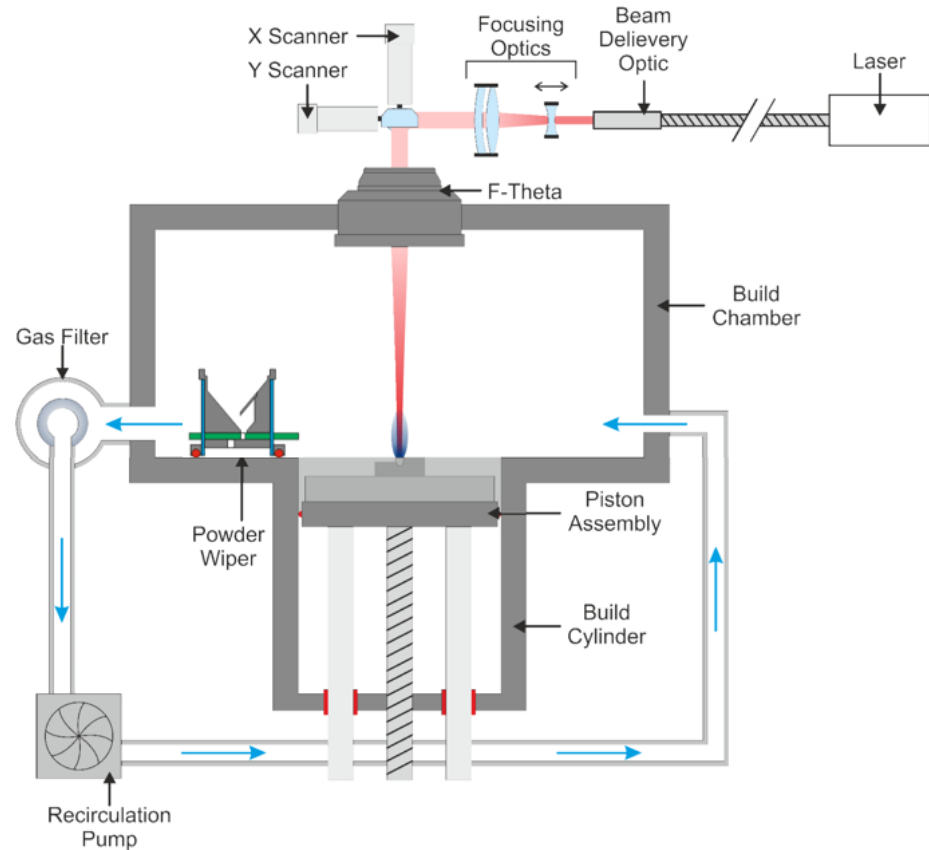 X Scanner
Y Scanner
Focusing
Optics
Beam
Delievery
Optic
Laser
F-Theta
Build
Chamber
Gas Filter
Powder
Wiper
Piston
Assembly
Build
Cylinder
Recirculation
Pump